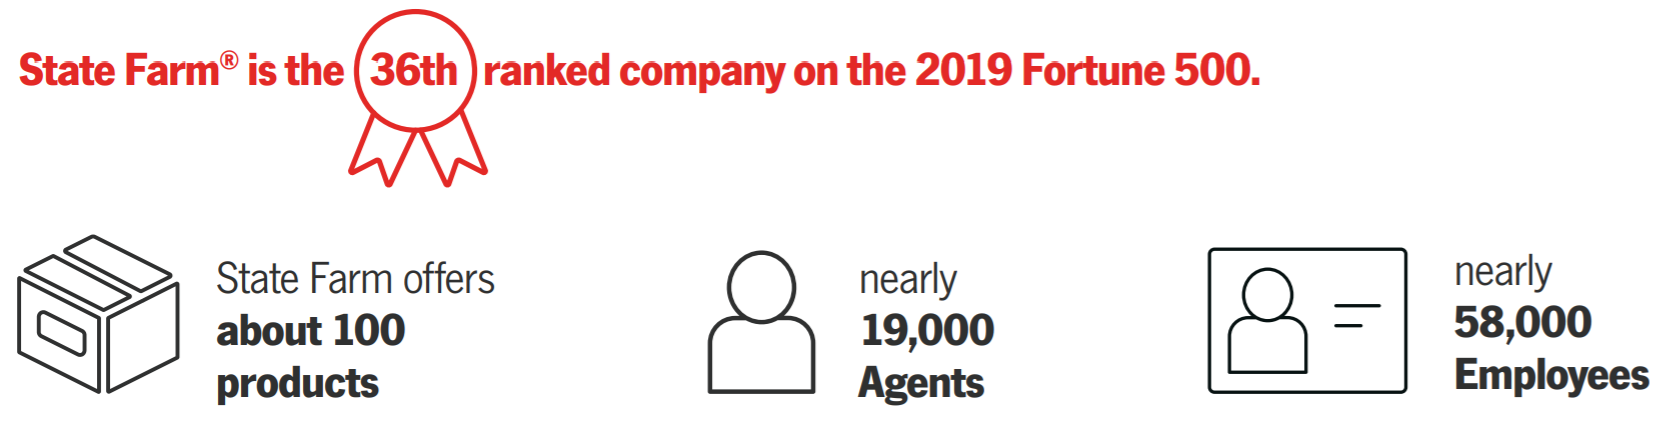 State Farm® is the 36th ranked company on the 2019 Fortune 500.
State Farm offers
about 100
products
nearly
19,000
Agents
nearly
58,000
Employees